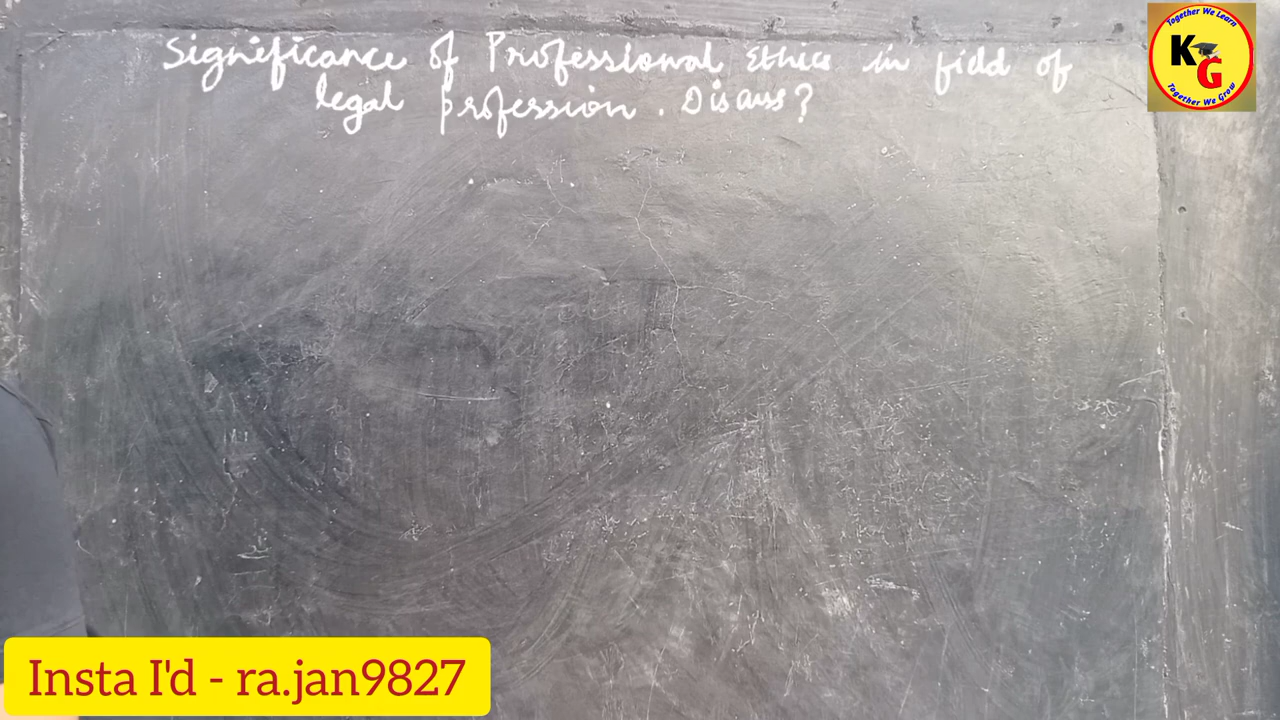 Significance of Professional Ethics in field of
legal profession. Discuss?
Together We Learn
KG
Together We Grow
Insta I'd - ra.jan9827